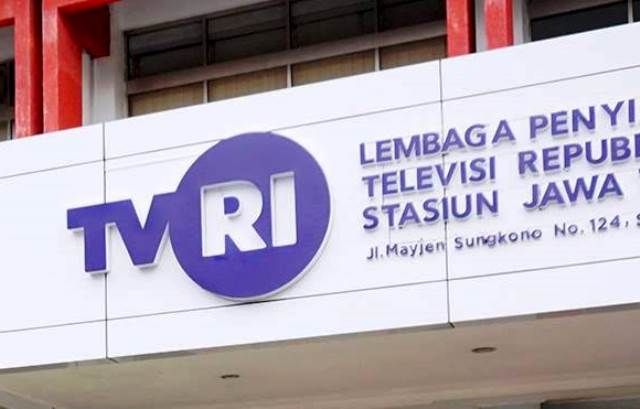 TVRI
LEMBAGA PENYI
TELEVISI REPUB
STASIUN JAWA
Jl.Mayjen Sungkono No.124, S